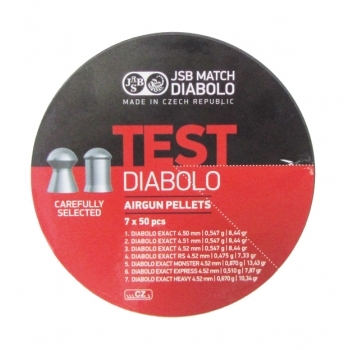 JSB
JSB MATCH
DIABOLO
MADE IN CZECH REPUBLIC
TEST
DIABOLO
CAREFULLY
SELECTED
AIRGUN PELLETS
7 x 50 pcs
1. DIABOLO EXACT 4.50 mm | 0,547 g | 8,44 gr
2. DIABOLO EXACT 4.51 mm | 0,547 g | 8,44 gr
3. DIABOLO EXACT 4.52 mm | 0,547 g | 8,44 gr
4. DIABOLO EXACT RS 4.52 mm | 0,475 g | 7,33 gr
5. DIABOLO EXACT MONSTER 4.52 mm | 0,870 g | 13,43 gr
6. DIABOLO EXACT EXPRESS 4.52 mm | 0,510 g | 7,87 gr
7. DIABOLO EXACT HEAVY 4.52 mm | 0,670 g | 10,34 gr
CZ